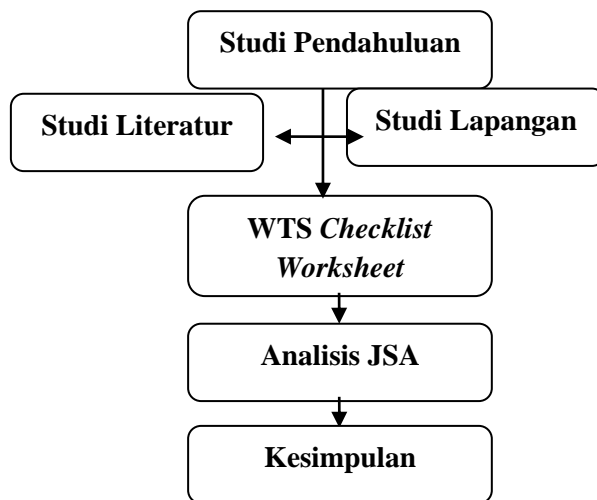 Studi Pendahuluan
Studi Literatur
Studi Lapangan
WTS Checklist
Worksheet
Analisis JSA
Kesimpulan